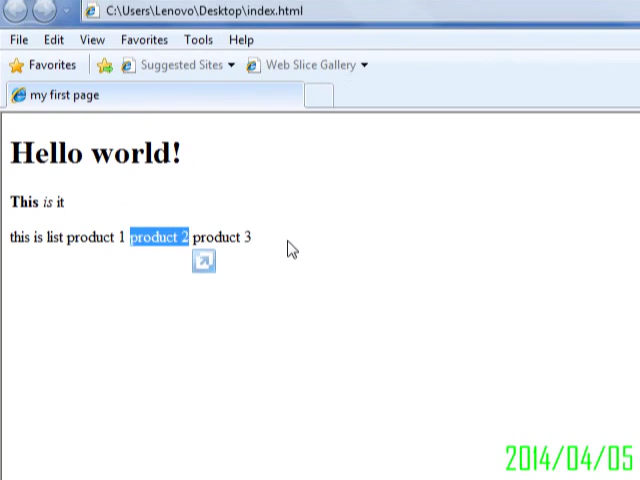 C:\Users\Lenovo\Desktop\index.html
File Edit View Favorites Tools Help
Favorites Suggested Sites Web Slice Gallery
my first page
Hello world!
This is it
this is list product 1 product 2 product 3
2014/04/05